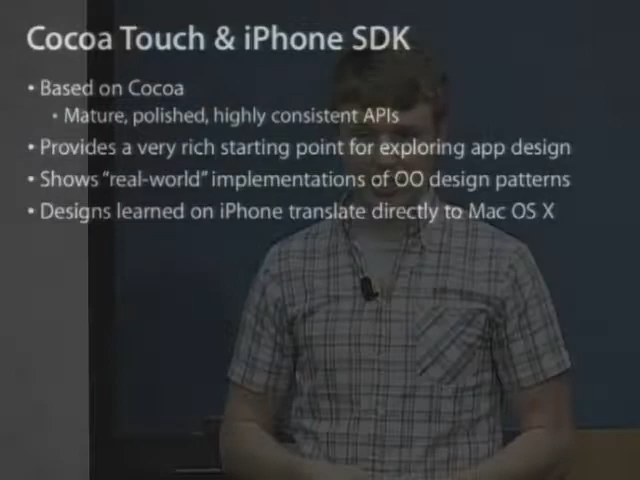 Cocoa Touch & iPhone SDK
• Based on Cocoa
• Mature, polished, highly consistent APIs
• Provides a very rich starting point for exploring app design
• Shows “real-world” implementations of OO design patterns
• Designs learned on iPhone translate directly to Mac OS X